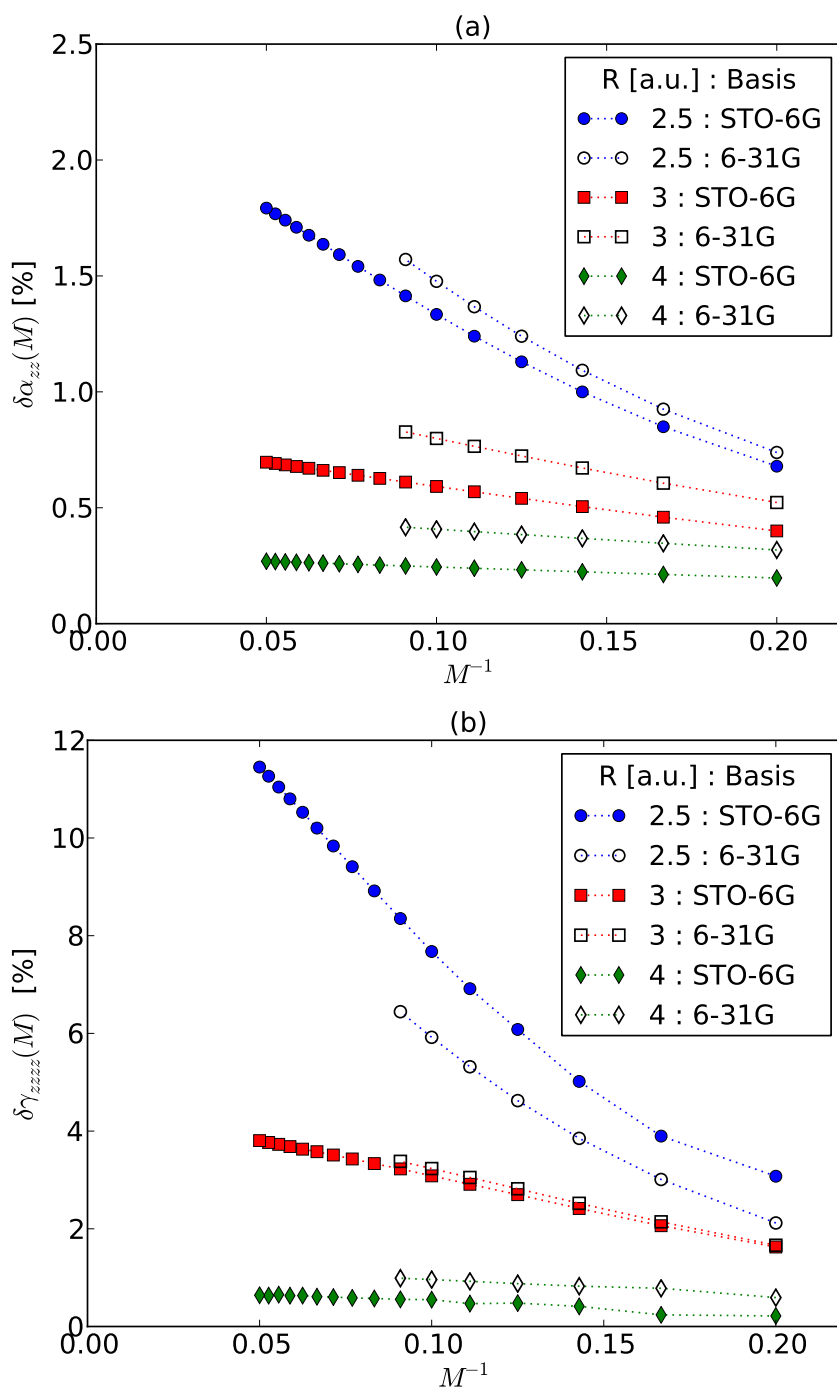 (a)
2.5
2.0
1.5
1.0
0.5
0.0
δα_{zz}(M) [%]
R [a.u.] : Basis
2.5 : STO-6G
2.5 : 6-31G
3 : STO-6G
3 : 6-31G
4 : STO-6G
4 : 6-31G
0.00 0.05 0.10 0.15 0.20
M^{-1}
(b)
12
10
8
6
4
2
0
δγ_{zzzz}(M) [%]
R [a.u.] : Basis
2.5 : STO-6G
2.5 : 6-31G
3 : STO-6G
3 : 6-31G
4 : STO-6G
4 : 6-31G
0.00 0.05 0.10 0.15 0.20
M^{-1}